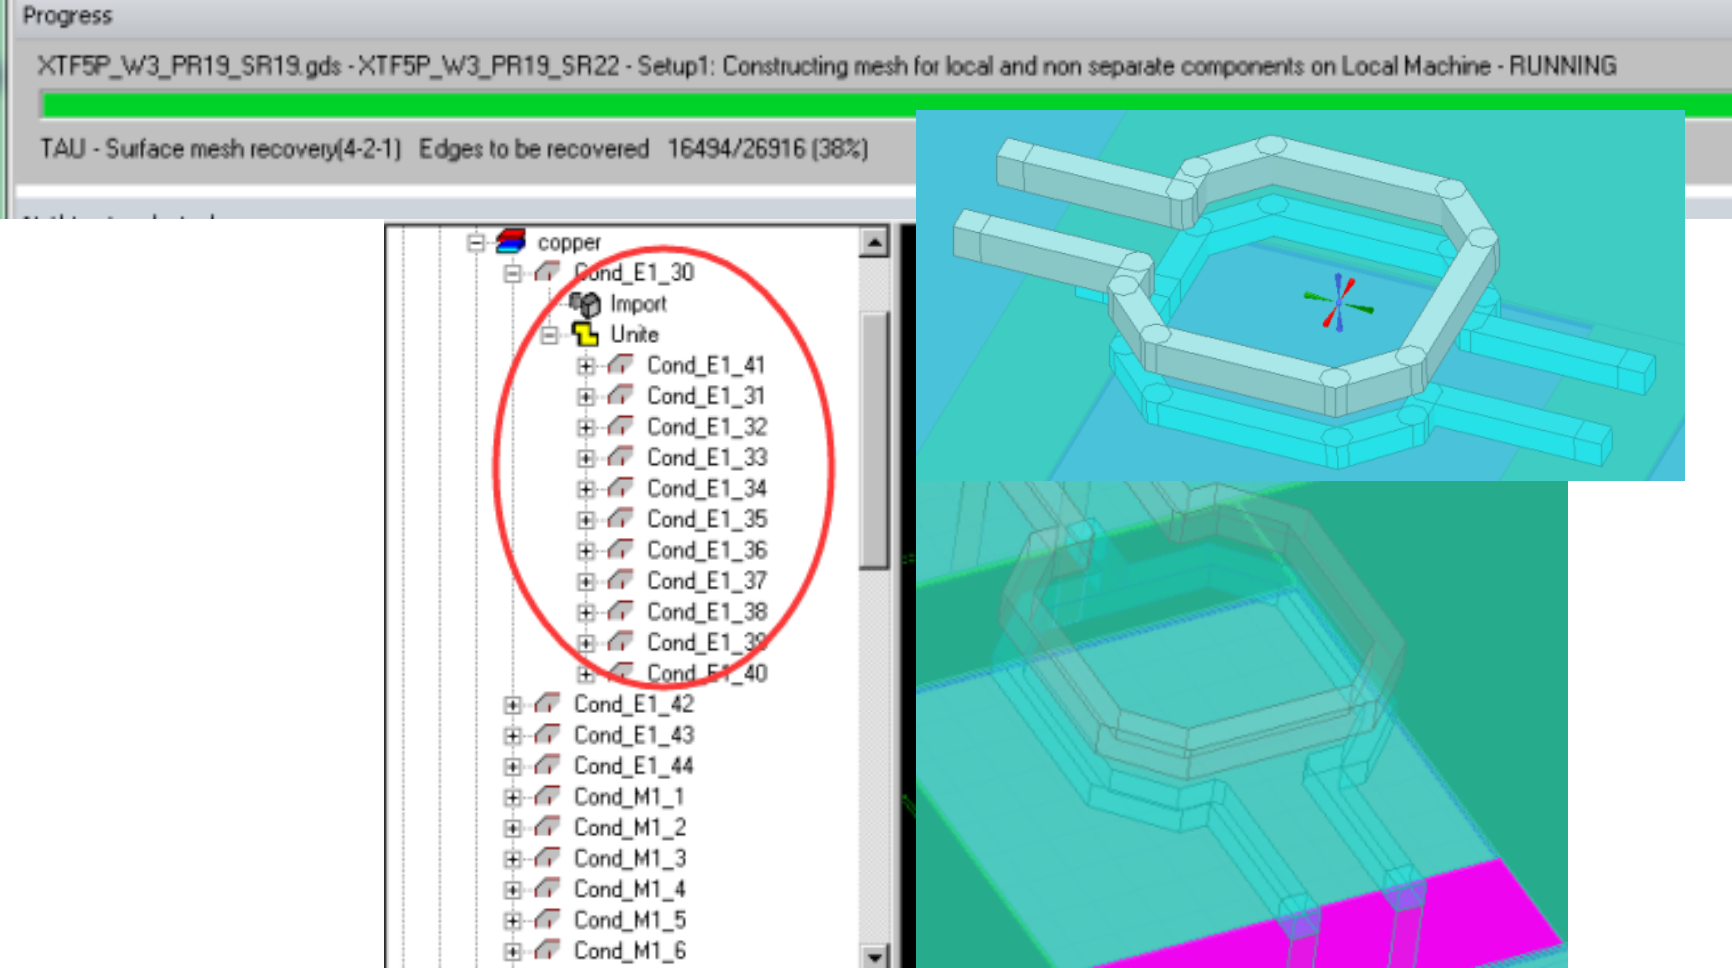 Progress
XTF5P_W3_PR19_SR19.gds - XTF5P_W3_PR19_SR22 - Setup1: Constructing mesh for local and non separate components on Local Machine - RUNNING
TAU - Surface mesh recovery(4-2-1) Edges to be recovered 16494/26916 (38%)
copper
Cond_E1_30
Import
Unite
Cond_E1_41
Cond_E1_31
Cond_E1_32
Cond_E1_33
Cond_E1_34
Cond_E1_35
Cond_E1_36
Cond_E1_37
Cond_E1_38
Cond_E1_39
Cond_E1_40
Cond_E1_42
Cond_E1_43
Cond_E1_44
Cond_M1_1
Cond_M1_2
Cond_M1_3
Cond_M1_4
Cond_M1_5
Cond_M1_6